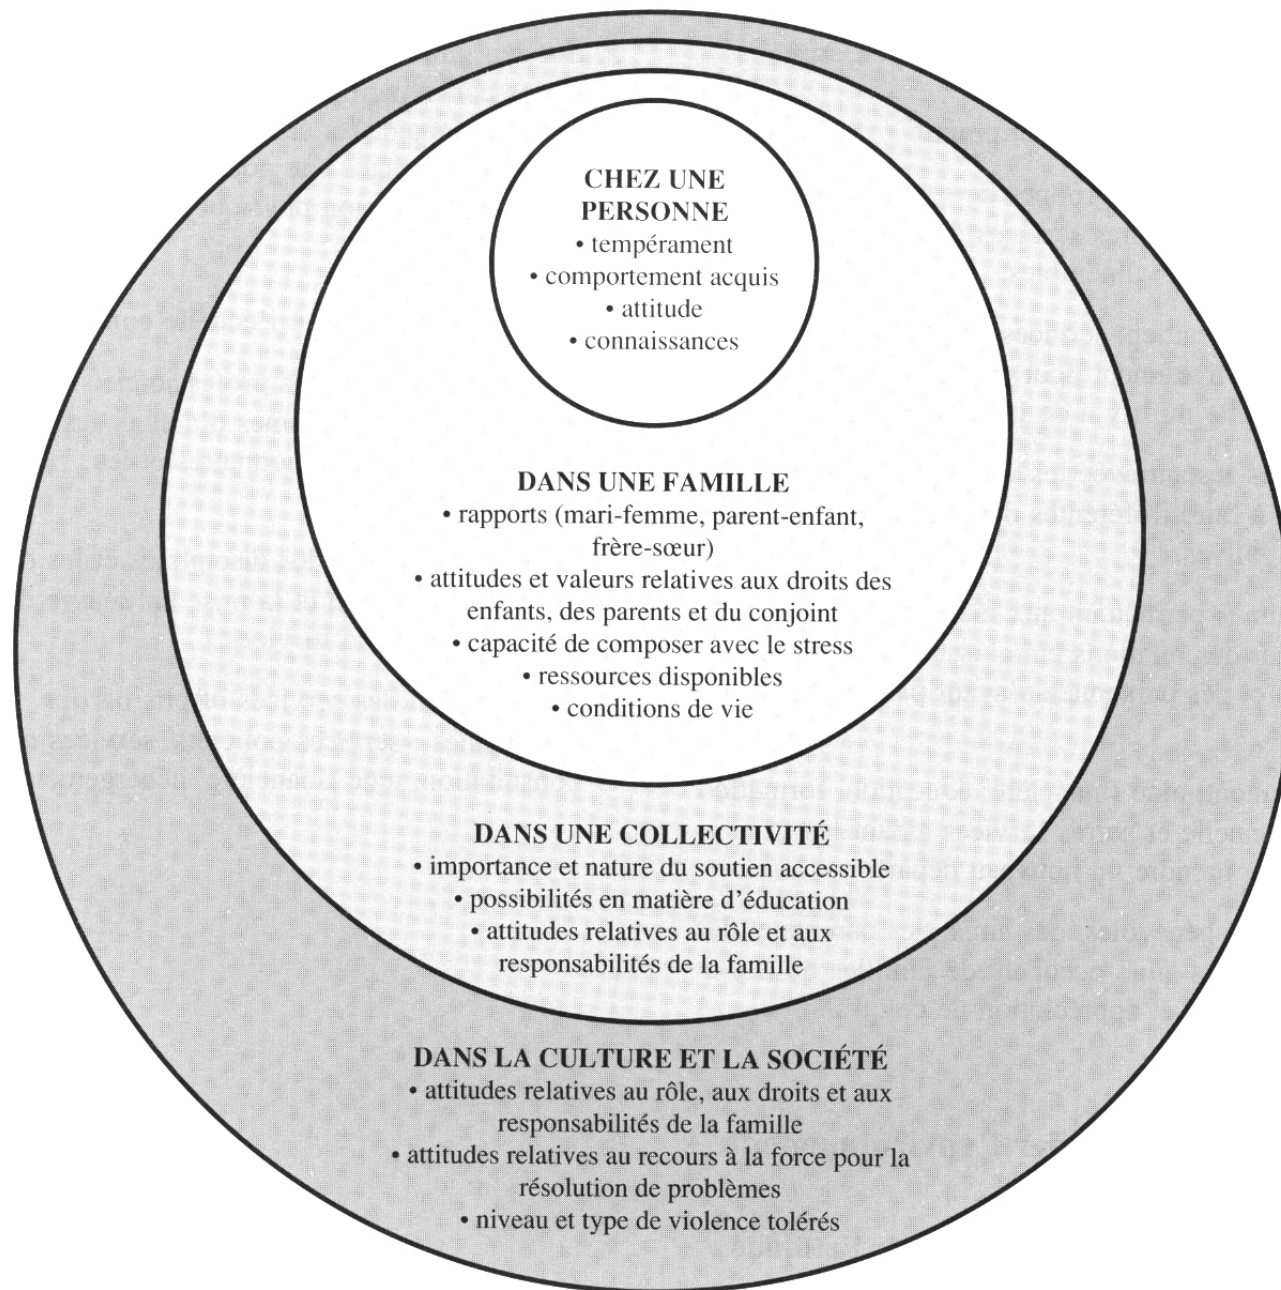 CHEZ UNE
PERSONNE
• tempérament
• comportement acquis
• attitude
• connaissances
DANS UNE FAMILLE
• rapports (mari-femme, parent-enfant,
frère-sœur)
• attitudes et valeurs relatives aux droits des
enfants, des parents et du conjoint
• capacité de composer avec le stress
• ressources disponibles
• conditions de vie
DANS UNE COLLECTIVITÉ
• importance et nature du soutien accessible
• possibilités en matière d'éducation
• attitudes relatives au rôle et aux
responsabilités de la famille
DANS LA CULTURE ET LA SOCIÉTÉ
• attitudes relatives au rôle, aux droits et aux
responsabilités de la famille
• attitudes relatives au recours à la force pour la
résolution de problèmes
• niveau et type de violence tolérés